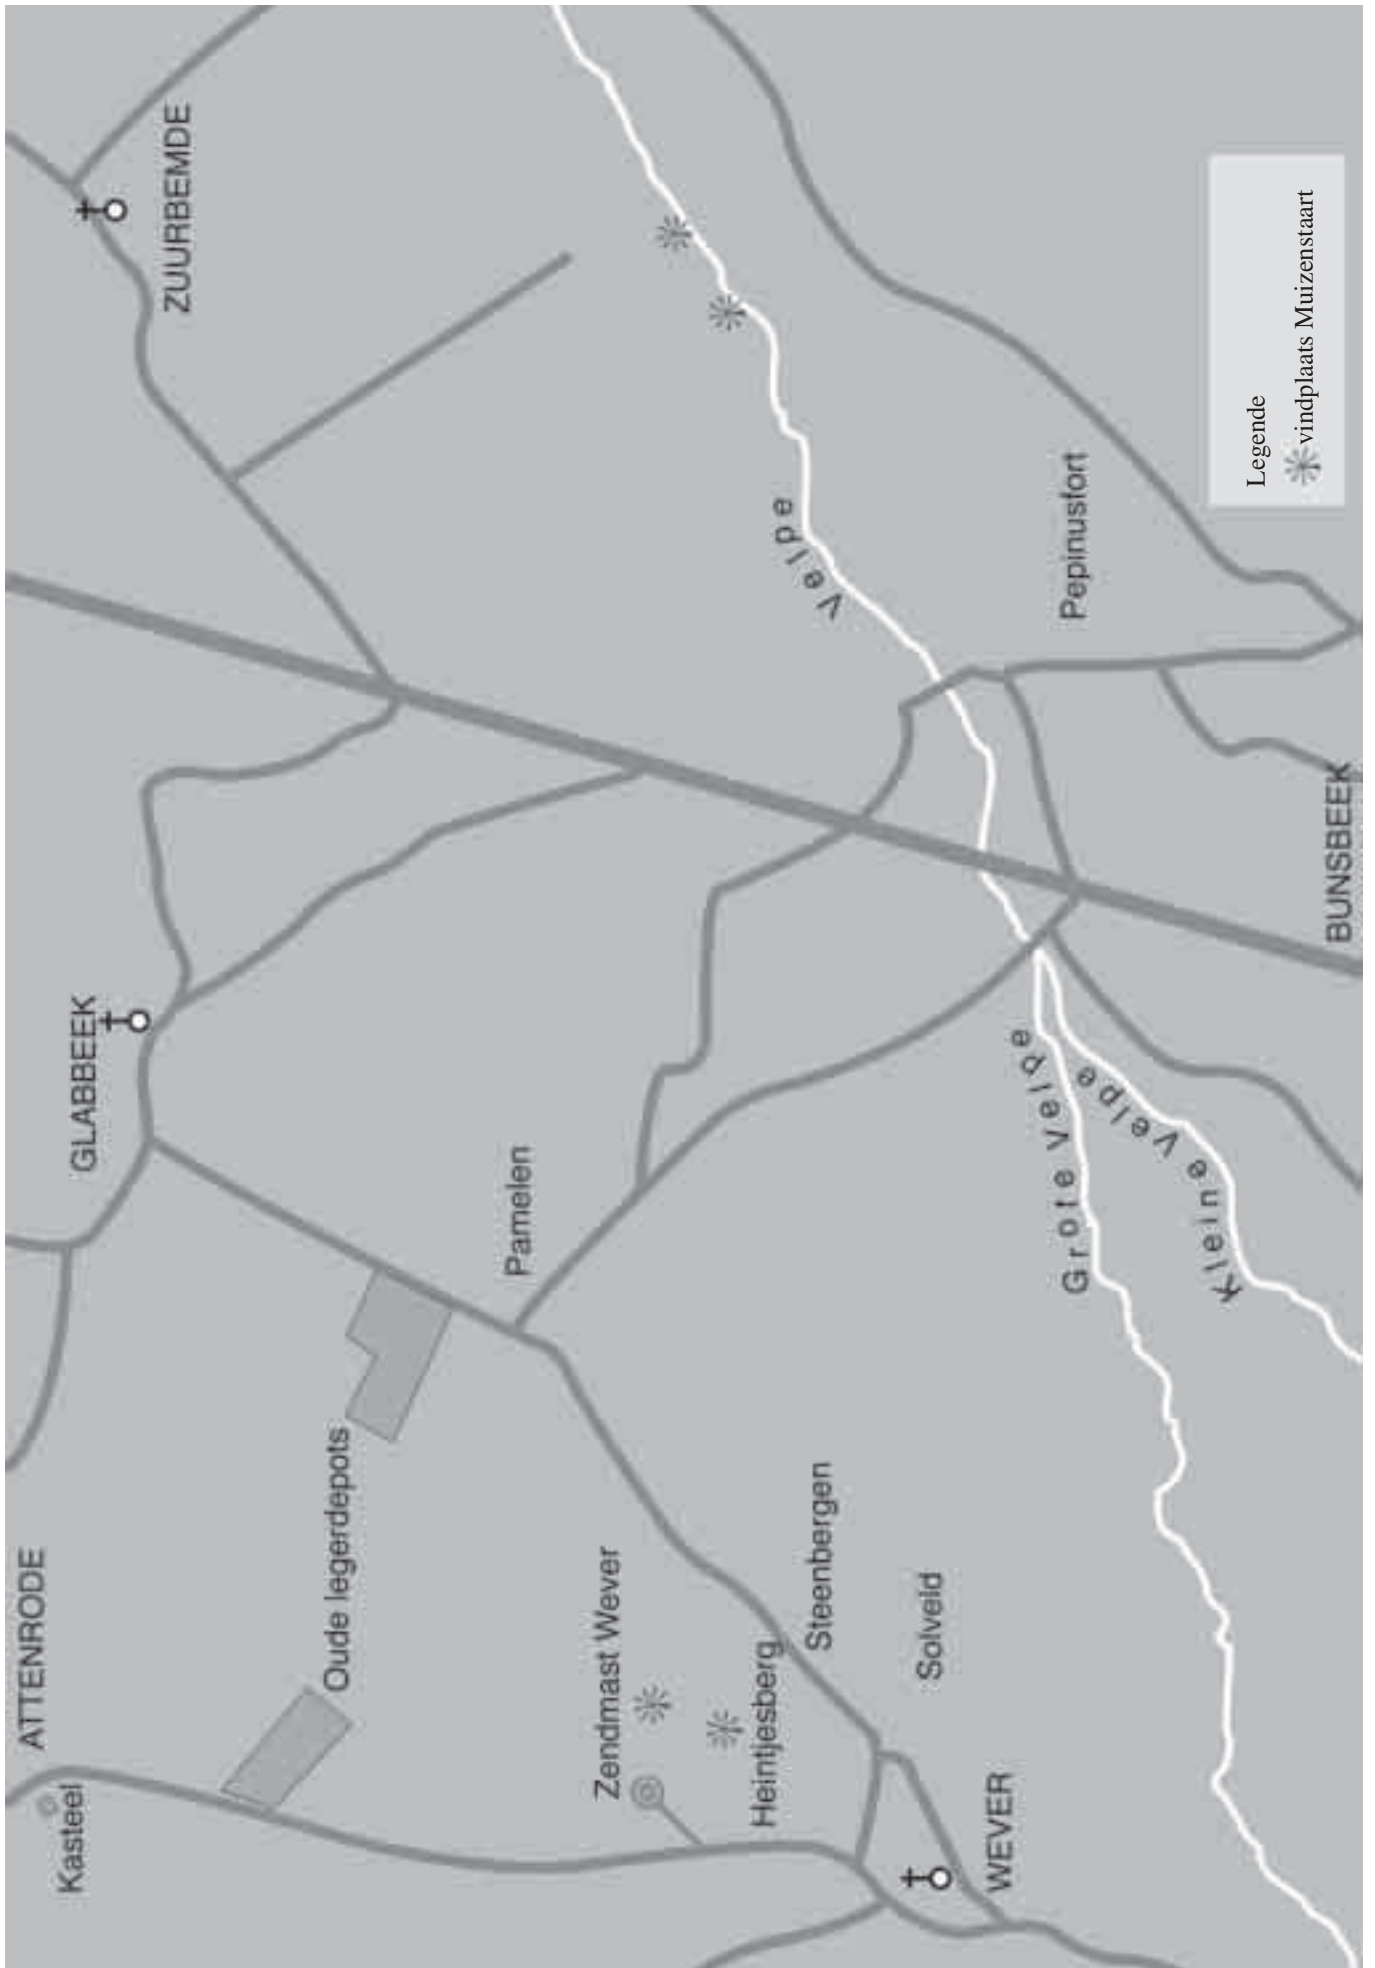 ATTENRODE
Kasteel
Oude legerdepots
GLABBEEK
ZUURBEMDE
Pamelen
Zendmast Wever
Heintjesberg
Steenbergen
Solveld
WEVER
Velpe
Grote Velpe
Kleine Velpe
Pepinusfort
BUNSBEEK
Legende
vindplaats Muizenstaart